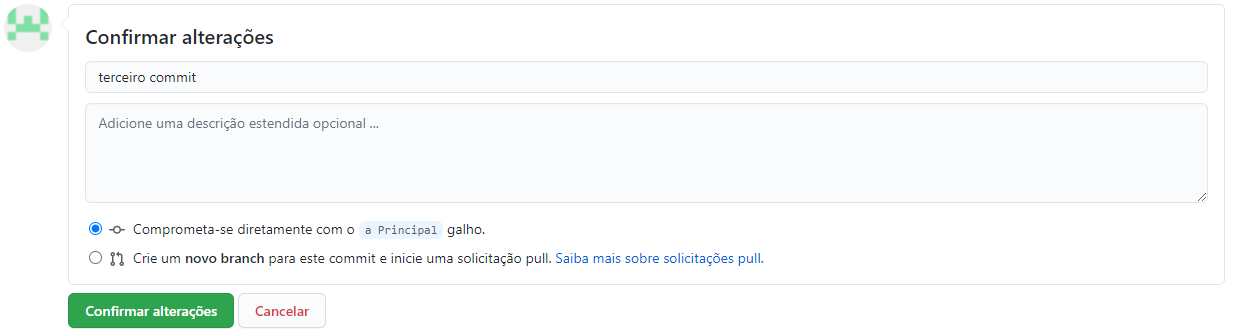 Confirmar alterações
terceiro commit
Adicione uma descrição estendida opcional ...
Comprometa-se diretamente com o a Principal galho.
Crie um novo branch para este commit e inicie uma solicitação pull. Saiba mais sobre solicitações pull.
Confirmar alterações Cancelar